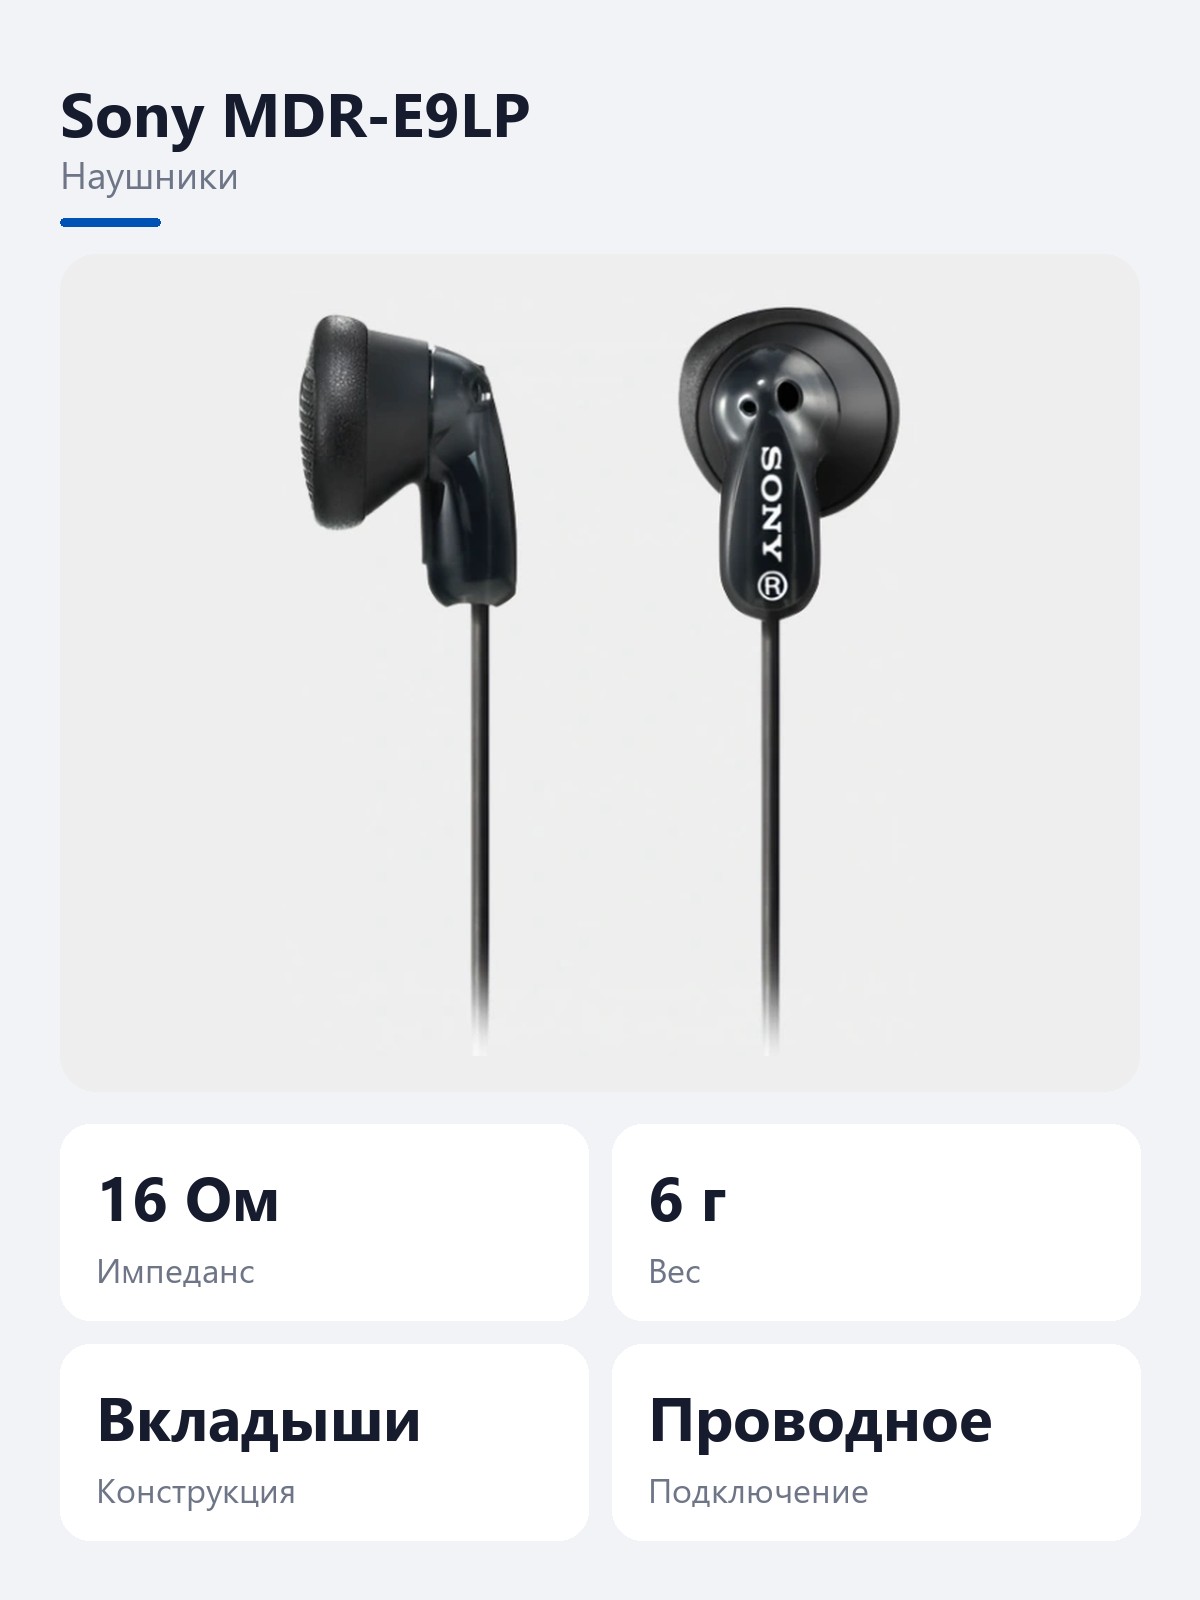 Sony MDR-E9LP
Наушники
SONY
®
16 Ом
Импеданс
6 г
Вес
Вкладыши
Конструкция
Проводное
Подключение